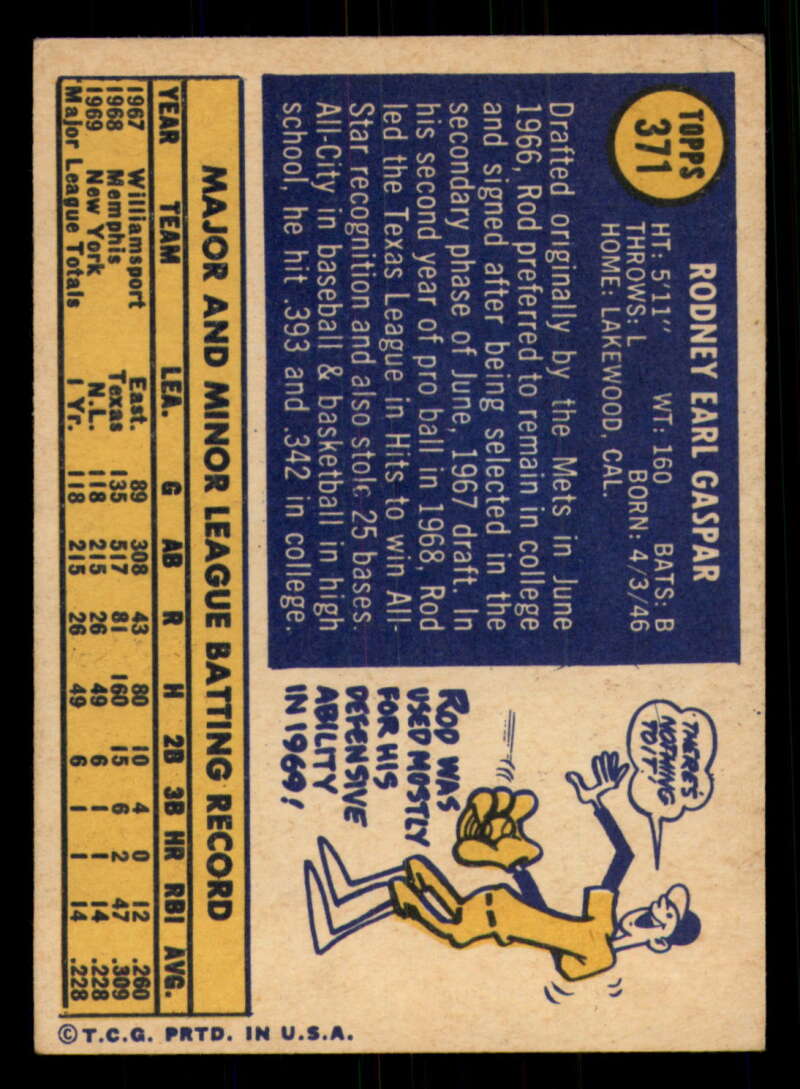 TOPPS
371
RODNEY EARL GASPAR
HT: 5'11" WT: 160 BATS: B
THROWS: L BORN: 4/3/46
HOME: LAKEWOOD, CAL.
Drafted originally by the Mets in June
1966, Rod preferred to remain in college
and signed after being selected in the
secondary phase of June, 1967 draft. In
his second year of pro ball in 1968, Rod
led the Texas League in Hits to win All-
Star recognition and also stole 25 bases.
All-City in baseball & basketball in high
school, he hit .393 and .342 in college.
THERE'S
NOTHING
TO IT!
ROD WAS
USED MOSTLY
FOR HIS
DEFENSIVE
ABILITY
IN 1969!
MAJOR AND MINOR LEAGUE BATTING RECORD
YEAR TEAM LEA. G AB R H 2B 3B HR RBI AVG.
1967 Williamsport East. 89 308 43 80 10 4 0 12 .260
1968 Memphis Texas 135 517 81 160 15 6 2 47 .309
1969 New York N.L. 118 215 26 49 6 1 1 14 .228
Major League Totals 1 Yr. 118 215 26 49 6 1 1 14 .228
© T.C.G. PRTD. IN U.S.A.